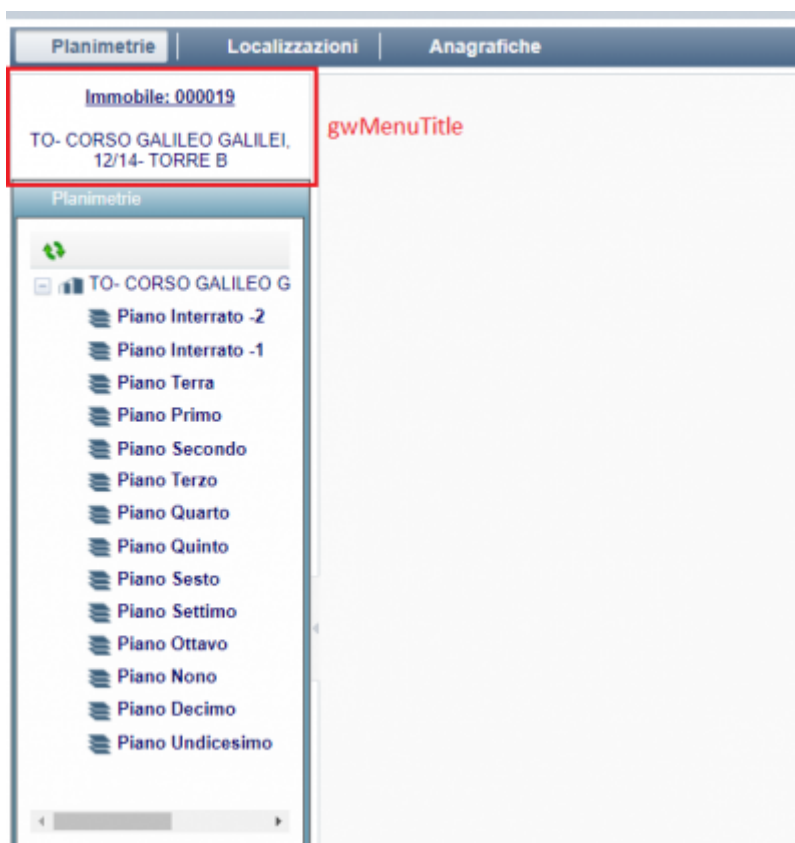 Planimetrie Localizzazioni Anagrafiche
Immobile: 000019
TO- CORSO GALILEO GALILEI,
12/14- TORRE B
gwMenuTitle
Planimetrie
TO- CORSO GALILEO G
Piano Interrato -2
Piano Interrato -1
Piano Terra
Piano Primo
Piano Secondo
Piano Terzo
Piano Quarto
Piano Quinto
Piano Sesto
Piano Settimo
Piano Ottavo
Piano Nono
Piano Decimo
Piano Undicesimo